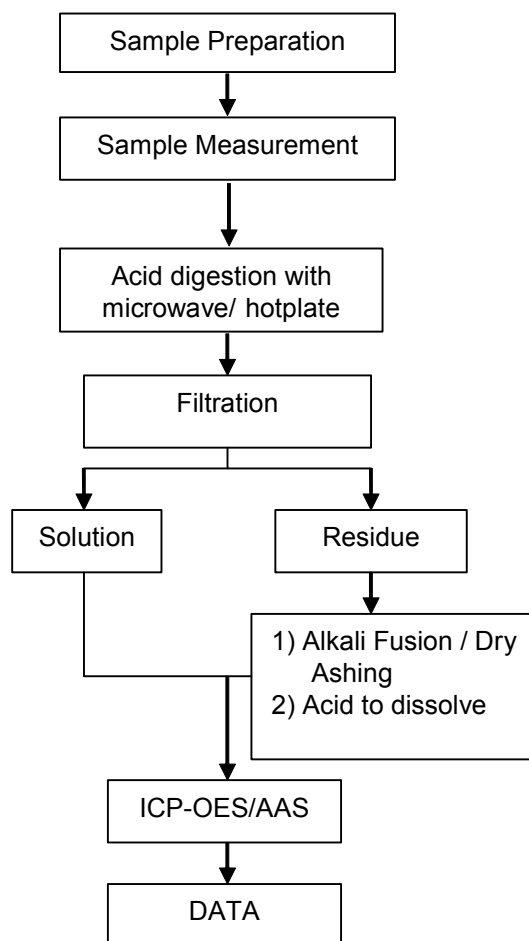 Sample Preparation
Sample Measurement
Acid digestion with
microwave/ hotplate
Filtration
Solution
Residue
1) Alkali Fusion / Dry
Ashing
2) Acid to dissolve
ICP-OES/AAS
DATA